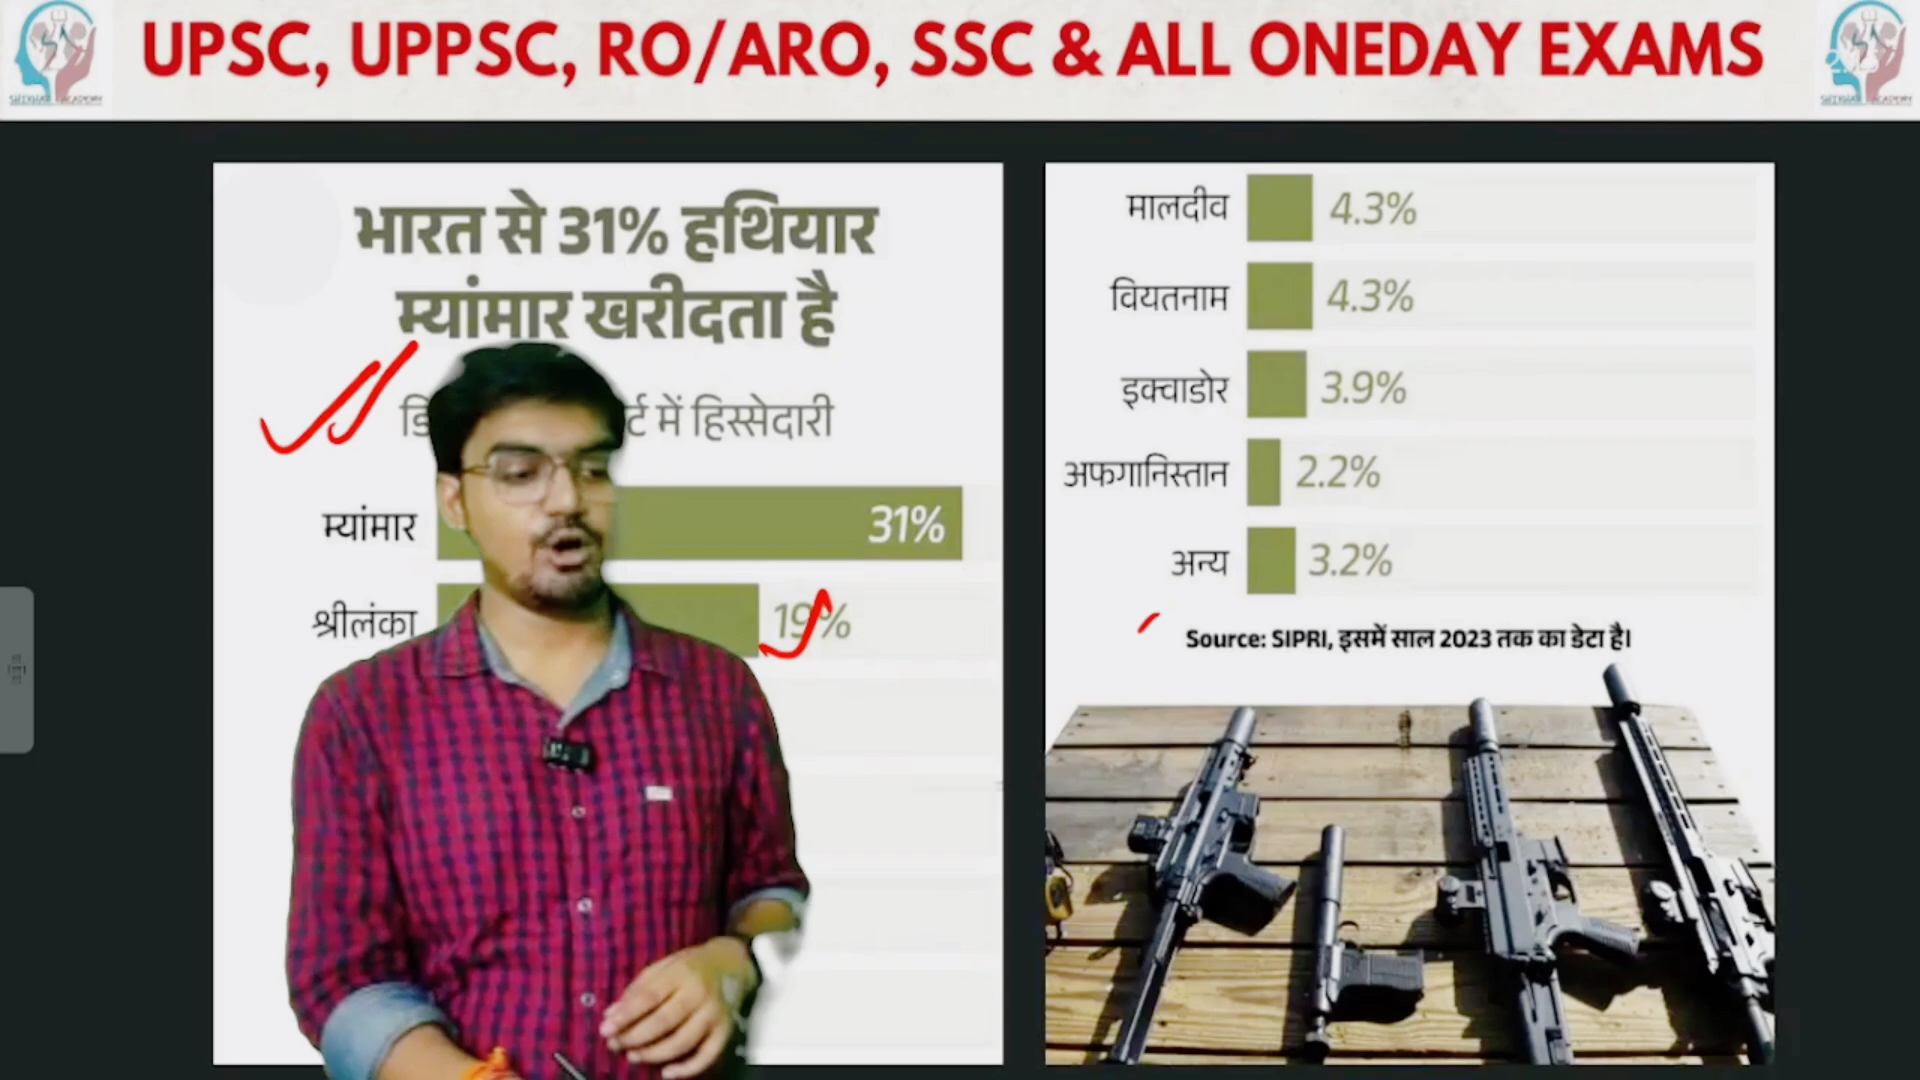 UPSC, UPPSC, RO/ARO, SSC & ALL ONEDAY EXAMS
भारत से 31% हथियार
म्यांमार खरीदता है
में हिस्सेदारी
म्यांमार 31%
श्रीलंका 19%
मालदीव 4.3%
वियतनाम 4.3%
इक्वाडोर 3.9%
अफगानिस्तान 2.2%
अन्य 3.2%
Source: SIPRI, इसमें साल 2023 तक का डेटा है।